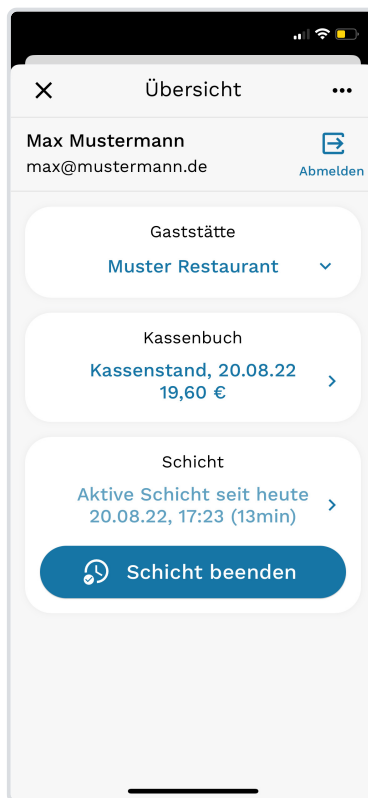 Übersicht
Max Mustermann
max@mustermann.de
Abmelden
Gaststätte
Muster Restaurant
Kassenbuch
Kassenstand, 20.08.22
19,60 €
Schicht
Aktive Schicht seit heute
20.08.22, 17:23 (13min)
Schicht beenden